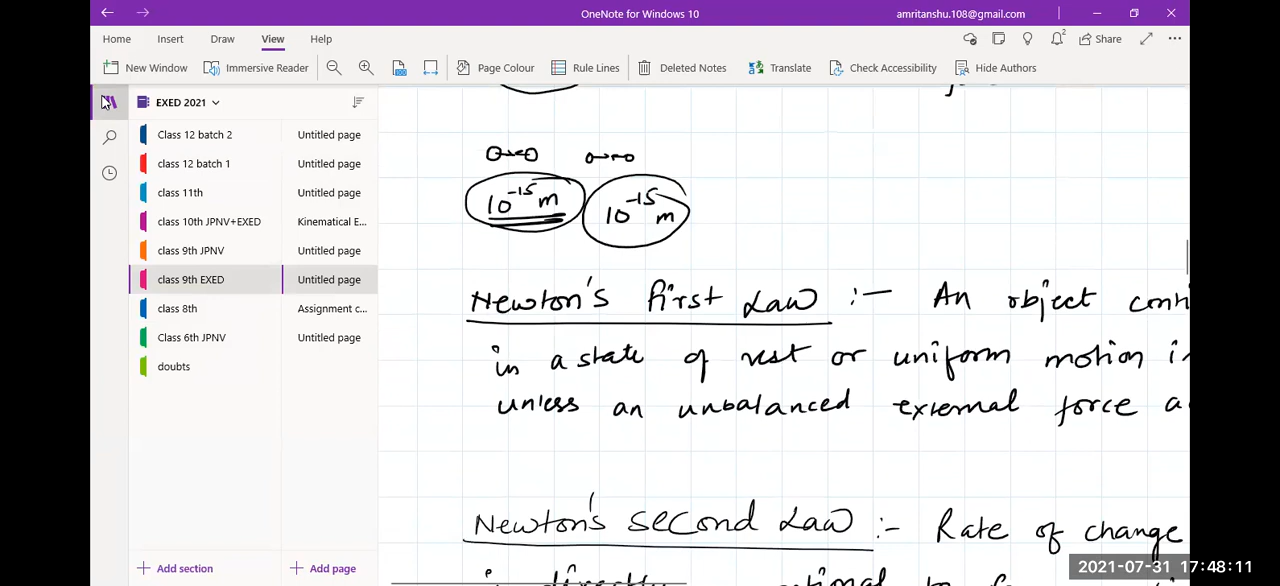 OneNote for Windows 10
amritanshu.108@gmail.com
Home Insert Draw View Help
2 Share
New Window Immersive Reader Page Colour Rule Lines Deleted Notes Translate Check Accessibility Hide Authors
EXED 2021
Class 12 batch 2 Untitled page
class 12 batch 1 Untitled page
class 11th Untitled page
class 10th JPNV+EXED Kinematical E...
class 9th JPNV Untitled page
class 9th EXED Untitled page
class 8th Assignment c...
Class 6th JPNV Untitled page
doubts
Add section Add page
10⁻¹⁵ m 10⁻¹⁵ m
Newton's first Law :- An object conti
in a state of rest or uniform motion i
unless an unbalanced external force a
Newton's second Law :- Rate of change
directly
2021-07-31 17:48:11